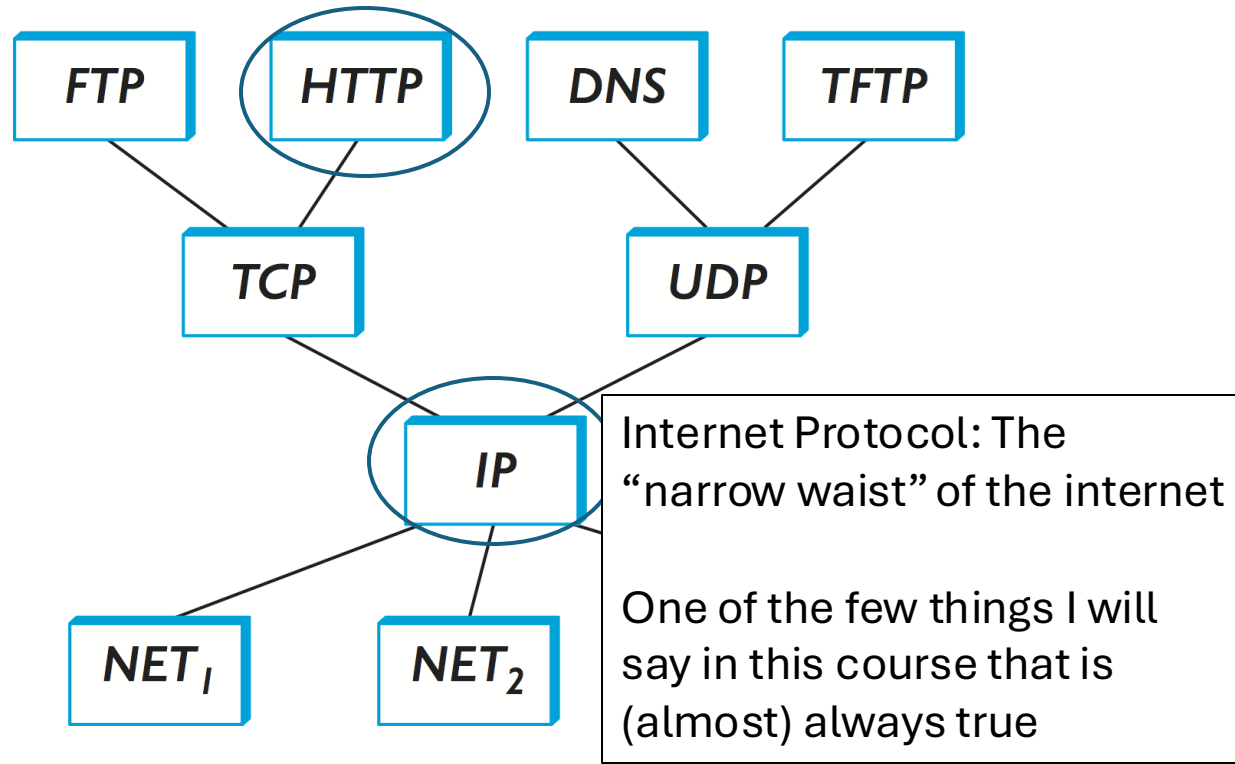 FTP HTTP DNS TFTP
TCP UDP
IP
Internet Protocol: The
“narrow waist” of the internet
One of the few things I will
say in this course that is
(almost) always true
NET1 NET2